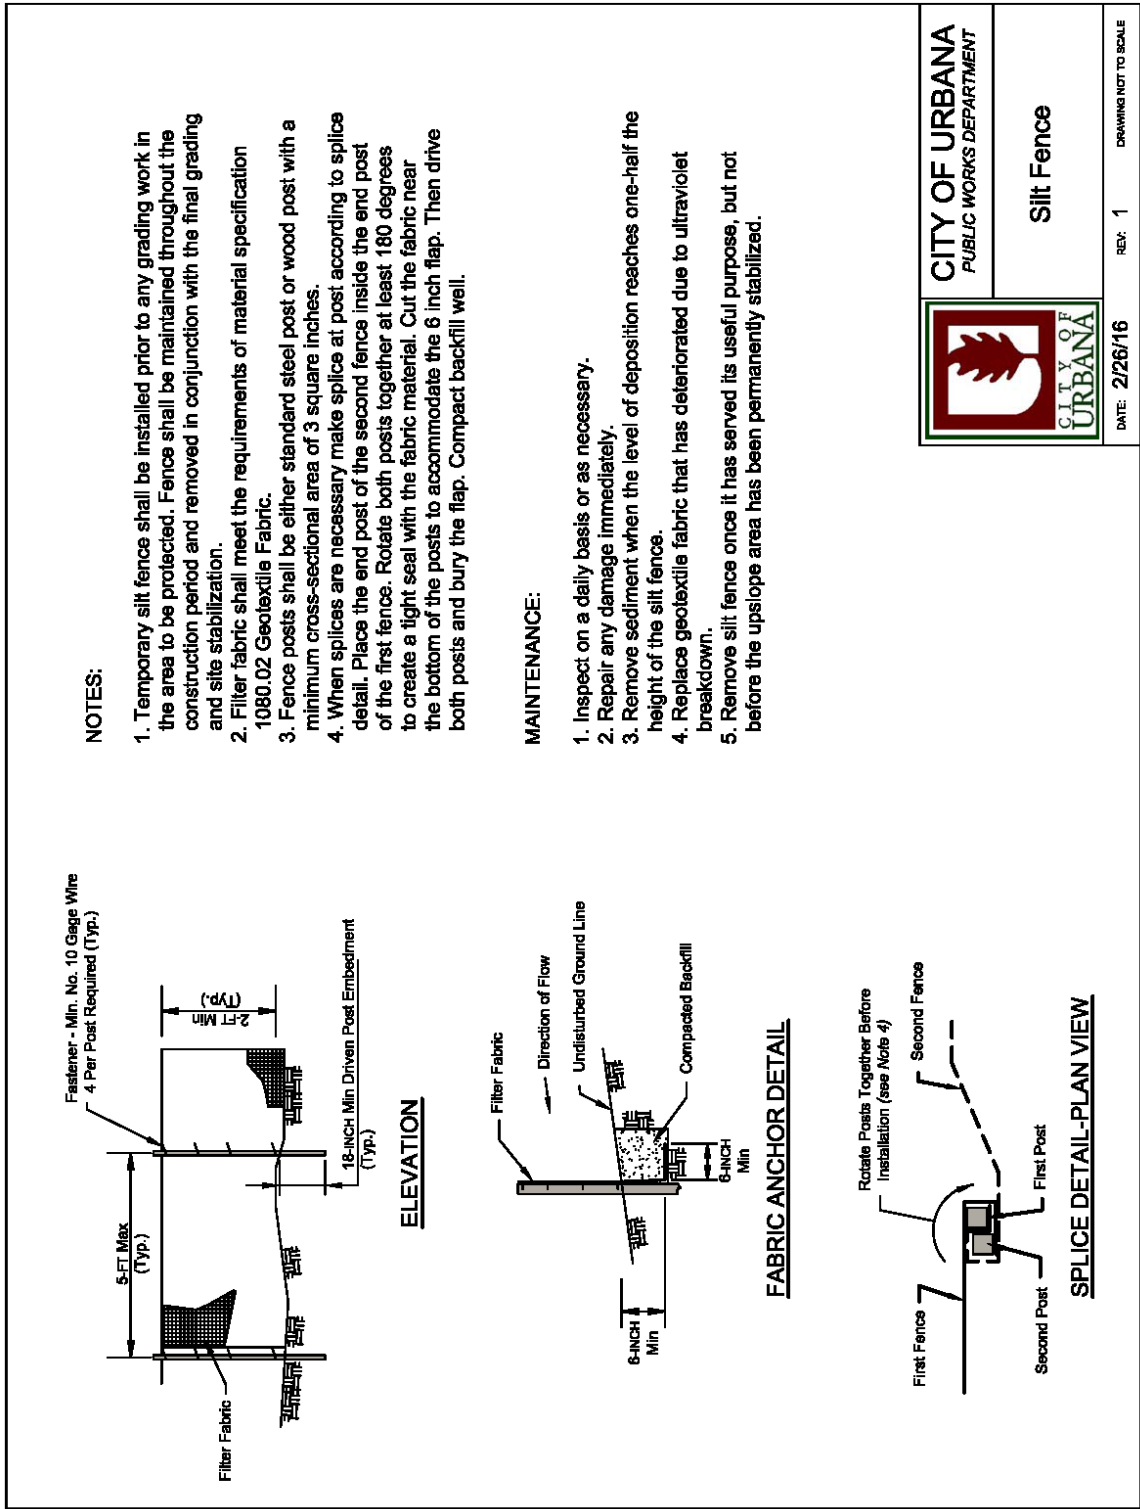 Fastener - Min. No. 10 Gage Wire
4 Per Post Required (Typ.)
5-FT Max
(Typ.)
2-FT Min
(Typ.)
Filter Fabric
18-INCH Min Driven Post Embedment
(Typ.)
ELEVATION
Filter Fabric
Direction of Flow
Undisturbed Ground Line
Compacted Backfill
6-INCH
Min
6-INCH
Min
FABRIC ANCHOR DETAIL
Rotate Posts Together Before
Installation (see Note 4)
First Fence
Second Fence
Second Post
First Post
SPLICE DETAIL-PLAN VIEW
NOTES:
1. Temporary silt fence shall be installed prior to any grading work in
the area to be protected. Fence shall be maintained throughout the
construction period and removed in conjunction with the final grading
and site stabilization.
2. Filter fabric shall meet the requirements of material specification
1080.02 Geotextile Fabric.
3. Fence posts shall be either standard steel post or wood post with a
minimum cross-sectional area of 3 square inches.
4. When splices are necessary make splice at post according to splice
detail. Place the end post of the second fence inside the end post
of the first fence. Rotate both posts together at least 180 degrees
to create a tight seal with the fabric material. Cut the fabric near
the bottom of the posts to accommodate the 6 inch flap. Then drive
both posts and bury the flap. Compact backfill well.
MAINTENANCE:
1. Inspect on a daily basis or as necessary.
2. Repair any damage immediately.
3. Remove sediment when the level of deposition reaches one-half the
height of the silt fence.
4. Replace geotextile fabric that has deteriorated due to ultraviolet
breakdown.
5. Remove silt fence once it has served its useful purpose, but not
before the upslope area has been permanently stabilized.
CITY OF
URBANA
CITY OF URBANA
PUBLIC WORKS DEPARTMENT
Silt Fence
DATE: 2/26/16
REV: 1
DRAWING NOT TO SCALE